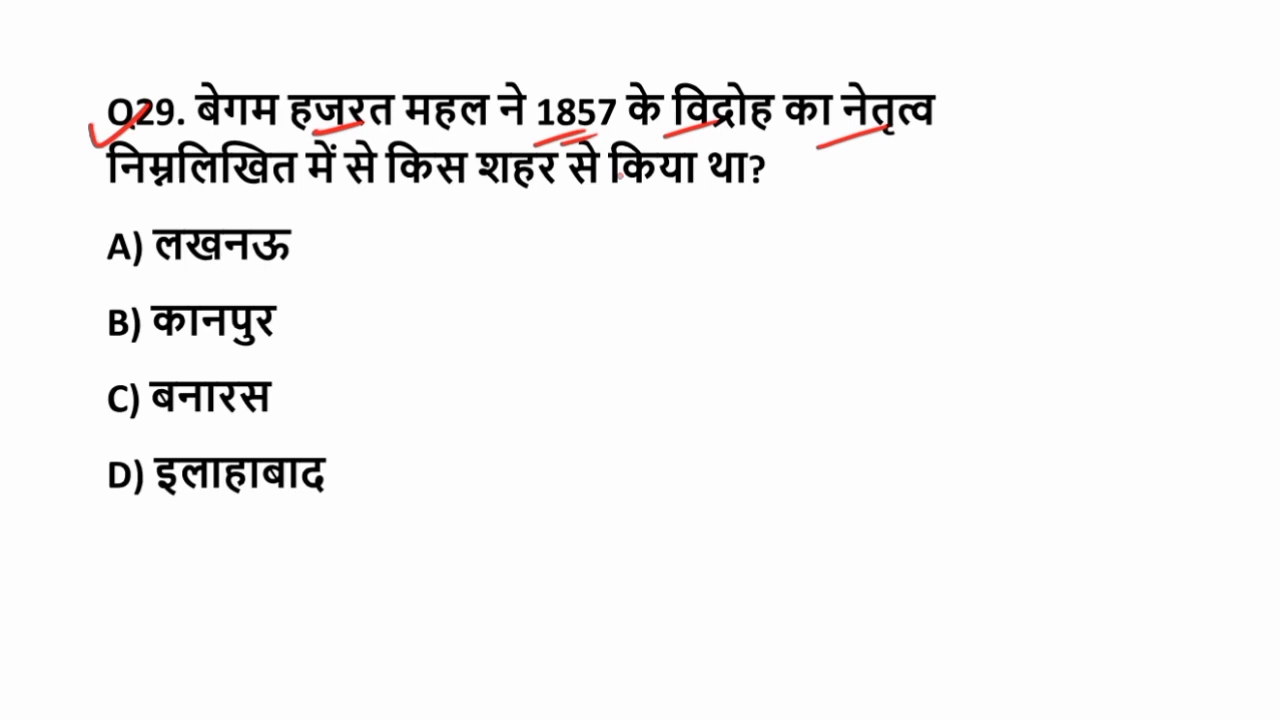 Q29. बेगम हजरत महल ने 1857 के विद्रोह का नेतृत्व
निम्नलिखित में से किस शहर से किया था?
A) लखनऊ
B) कानपुर
C) बनारस
D) इलाहाबाद